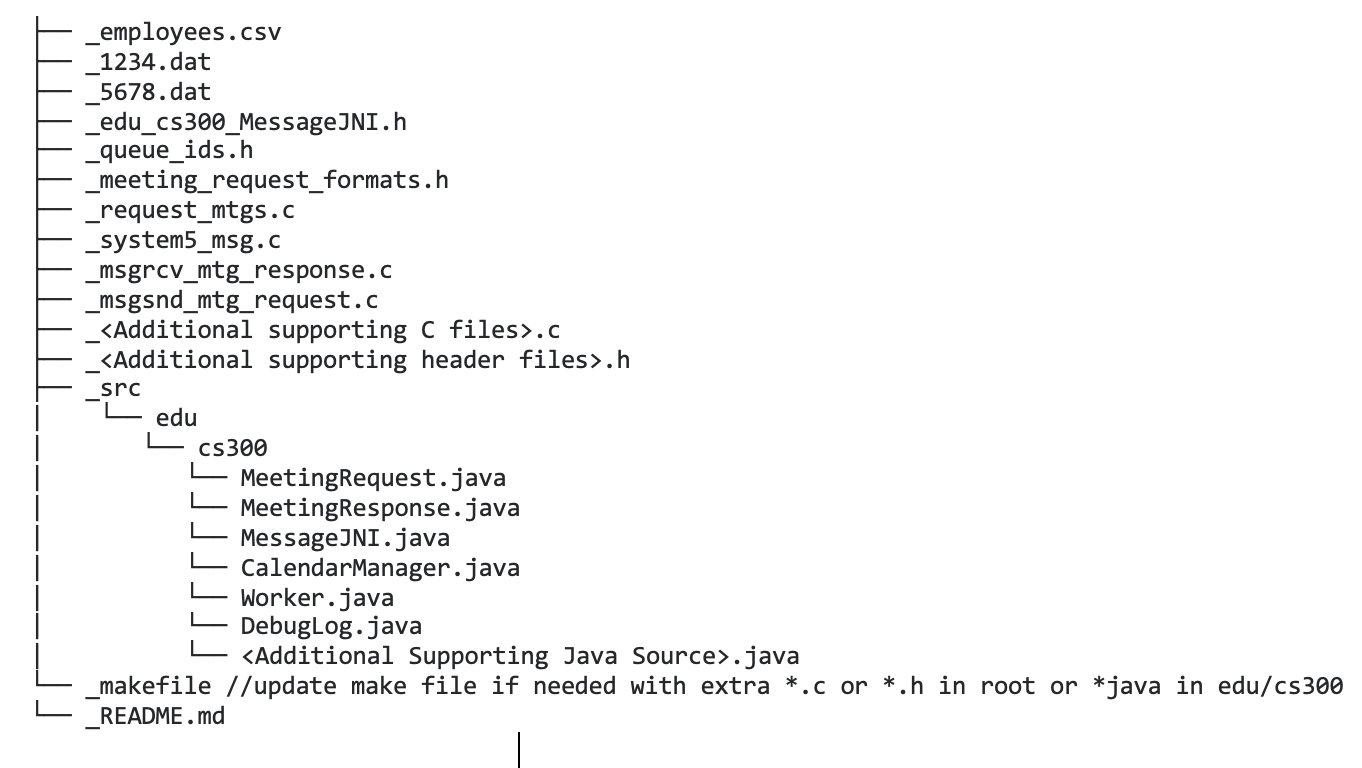 ├── _employees.csv
├── _1234.dat
├── _5678.dat
├── _edu_cs300_MessageJNI.h
├── _queue_ids.h
├── _meeting_request_formats.h
├── _request_mtgs.c
├── _system5_msg.c
├── _msgrcv_mtg_response.c
├── _msgsnd_mtg_request.c
├── _<Additional supporting C files>.c
├── _<Additional supporting header files>.h
├── _src
│    └── edu
│       └── cs300
│          └── MeetingRequest.java
│          └── MeetingResponse.java
│          └── MessageJNI.java
│          └── CalendarManager.java
│          └── Worker.java
│          └── DebugLog.java
│          └── <Additional Supporting Java Source>.java
└── _makefile //update make file if needed with extra *.c or *.h in root or *java in edu/cs300
└── _README.md